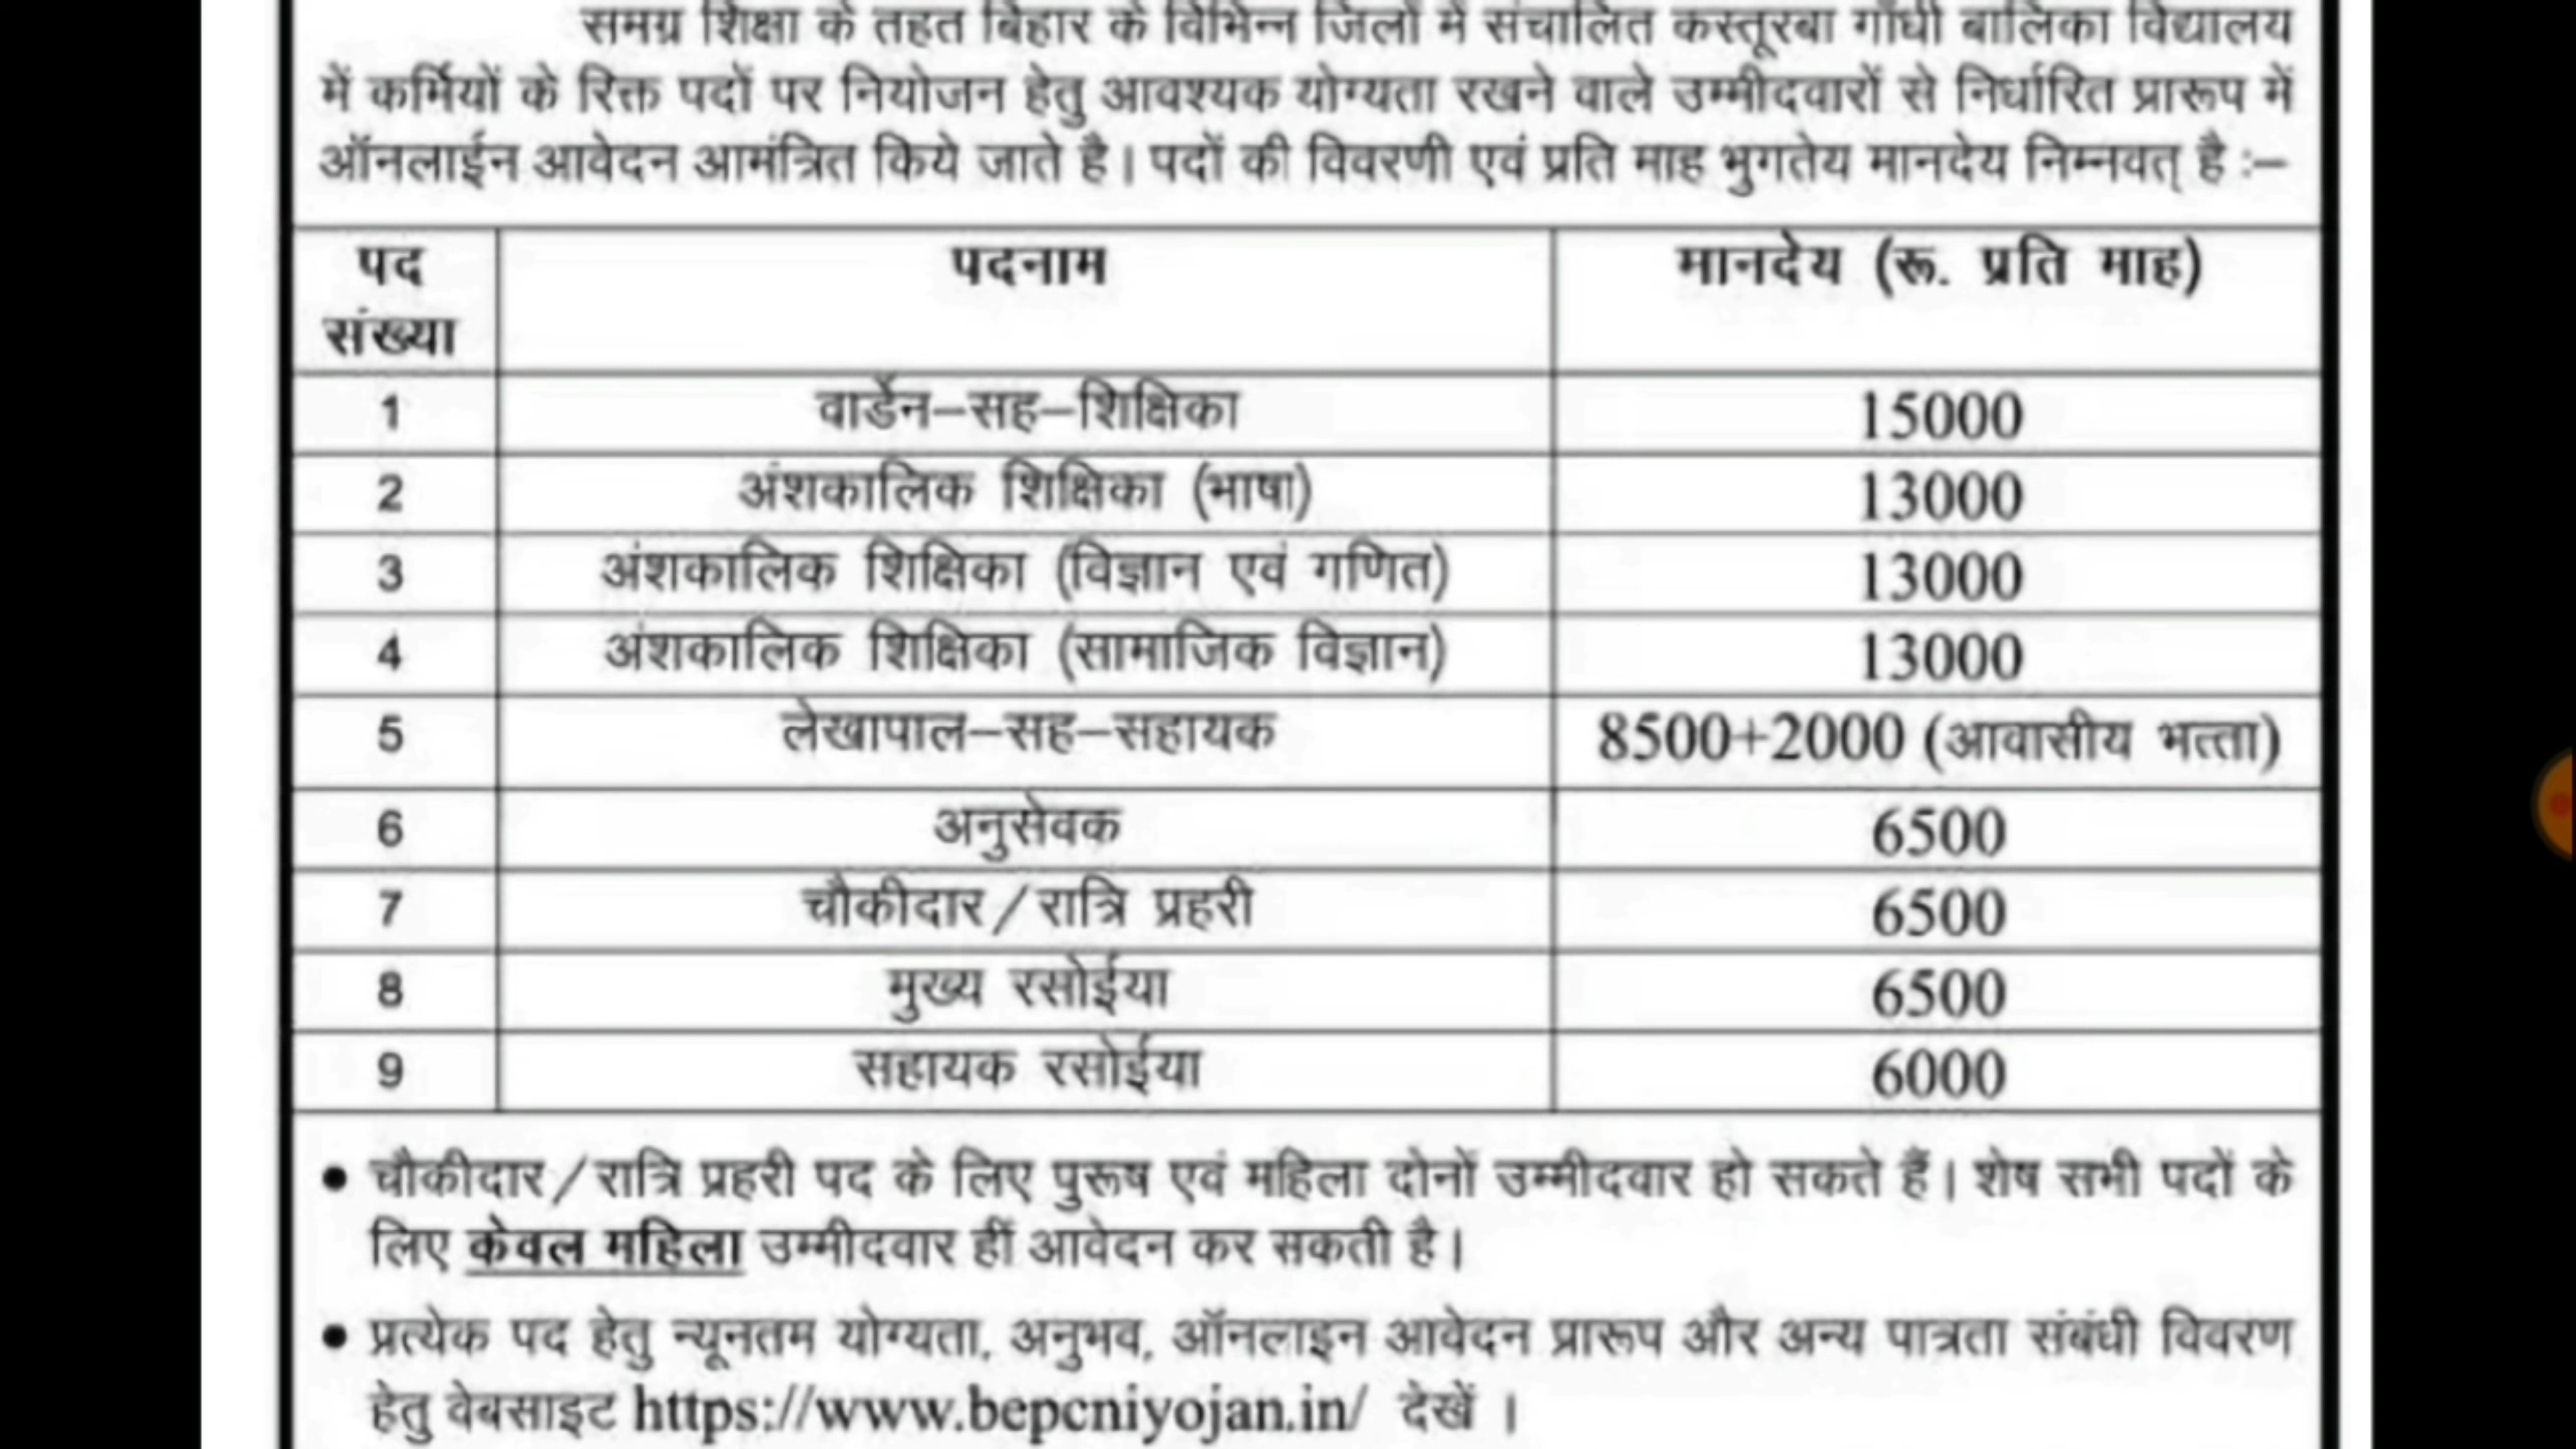 समग्र शिक्षा के तहत बिहार के विभिन्न जिलों में संचालित कस्तूरबा गाँधी बालिका विद्यालय
में कर्मियों के रिक्त पदों पर नियोजन हेतु आवश्यक योग्यता रखने वाले उम्मीदवारों से निर्धारित प्रारूप में
ऑनलाईन आवेदन आमंत्रित किये जाते है। पदों की विवरणी एवं प्रति माह भुगतेय मानदेय निम्नवत् है :–
पद संख्या पदनाम मानदेय (रू. प्रति माह)
1 वार्डेन–सह–शिक्षिका 15000
2 अंशकालिक शिक्षिका (भाषा) 13000
3 अंशकालिक शिक्षिका (विज्ञान एवं गणित) 13000
4 अंशकालिक शिक्षिका (सामाजिक विज्ञान) 13000
5 लेखापाल–सह–सहायक 8500+2000 (आवासीय भत्ता)
6 अनुसेवक 6500
7 चौकीदार/रात्रि प्रहरी 6500
8 मुख्य रसोईया 6500
9 सहायक रसोईया 6000
• चौकीदार/रात्रि प्रहरी पद के लिए पुरूष एवं महिला दोनों उम्मीदवार हो सकते हैं। शेष सभी पदों के
लिए केवल महिला उम्मीदवार हीं आवेदन कर सकती है।
• प्रत्येक पद हेतु न्यूनतम योग्यता, अनुभव, ऑनलाइन आवेदन प्रारूप और अन्य पात्रता संबंधी विवरण
हेतु वेबसाइट https://www.bepcniyojan.in/ देखें ।